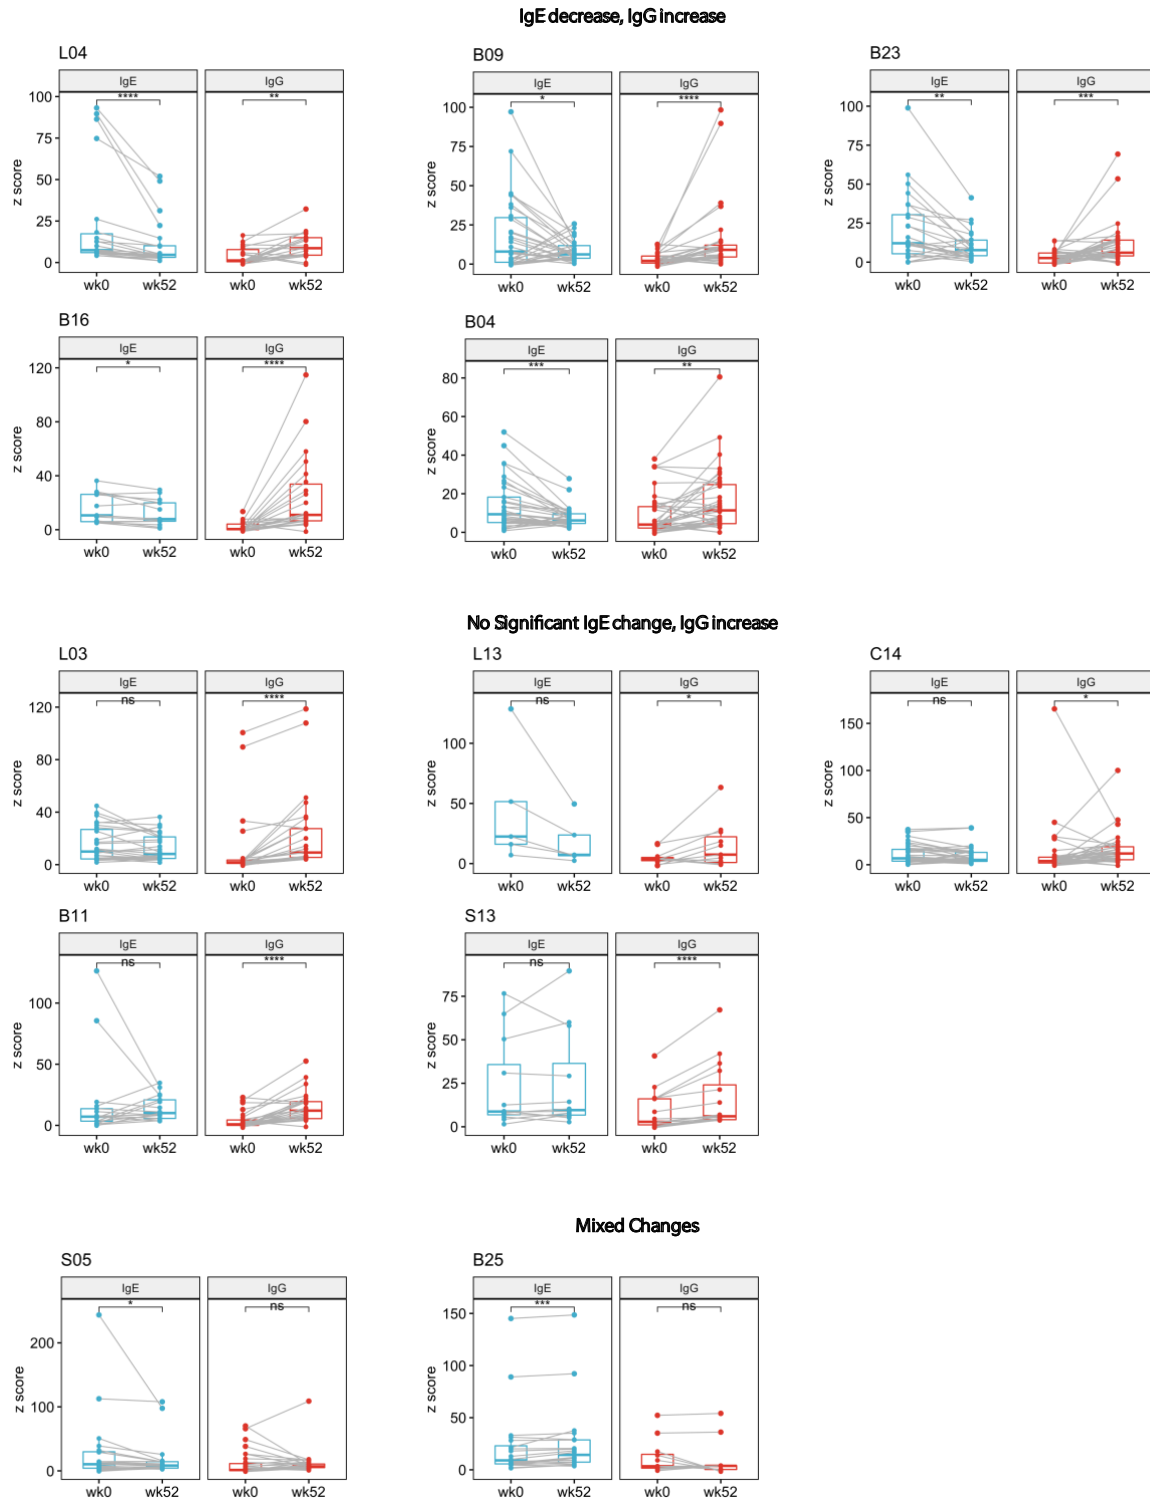 IgE decrease, IgG increase
L04
IgE IgG
**** **
z score
100
75
50
25
0
wk0 wk52 wk0 wk52
B09
IgE IgG
* ****
z score
100
75
50
25
0
wk0 wk52 wk0 wk52
B23
IgE IgG
** ***
z score
100
75
50
25
0
wk0 wk52 wk0 wk52
B16
IgE IgG
* ****
z score
120
80
40
0
wk0 wk52 wk0 wk52
B04
IgE IgG
*** **
z score
80
60
40
20
0
wk0 wk52 wk0 wk52
No Significant IgE change, IgG increase
L03
IgE IgG
ns ****
z score
120
80
40
0
wk0 wk52 wk0 wk52
L13
IgE IgG
ns *
z score
100
50
0
wk0 wk52 wk0 wk52
C14
IgE IgG
ns *
z score
150
100
50
0
wk0 wk52 wk0 wk52
B11
IgE IgG
ns ****
z score
100
50
0
wk0 wk52 wk0 wk52
S13
IgE IgG
ns ****
z score
75
50
25
0
wk0 wk52 wk0 wk52
Mixed Changes
S05
IgE IgG
* ns
z score
200
100
0
wk0 wk52 wk0 wk52
B25
IgE IgG
*** ns
z score
150
100
50
0
wk0 wk52 wk0 wk52